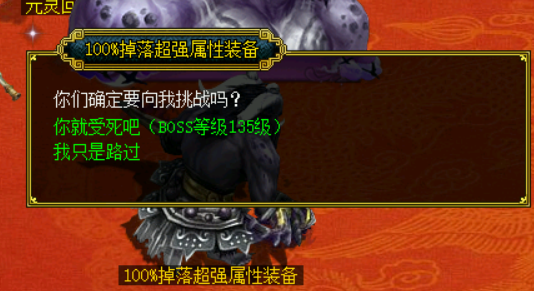 元灵回
100%掉落超强属性装备
你们确定要向我挑战吗？
你就受死吧（BOSS等级135级）
我只是路过
100%掉落超强属性装备